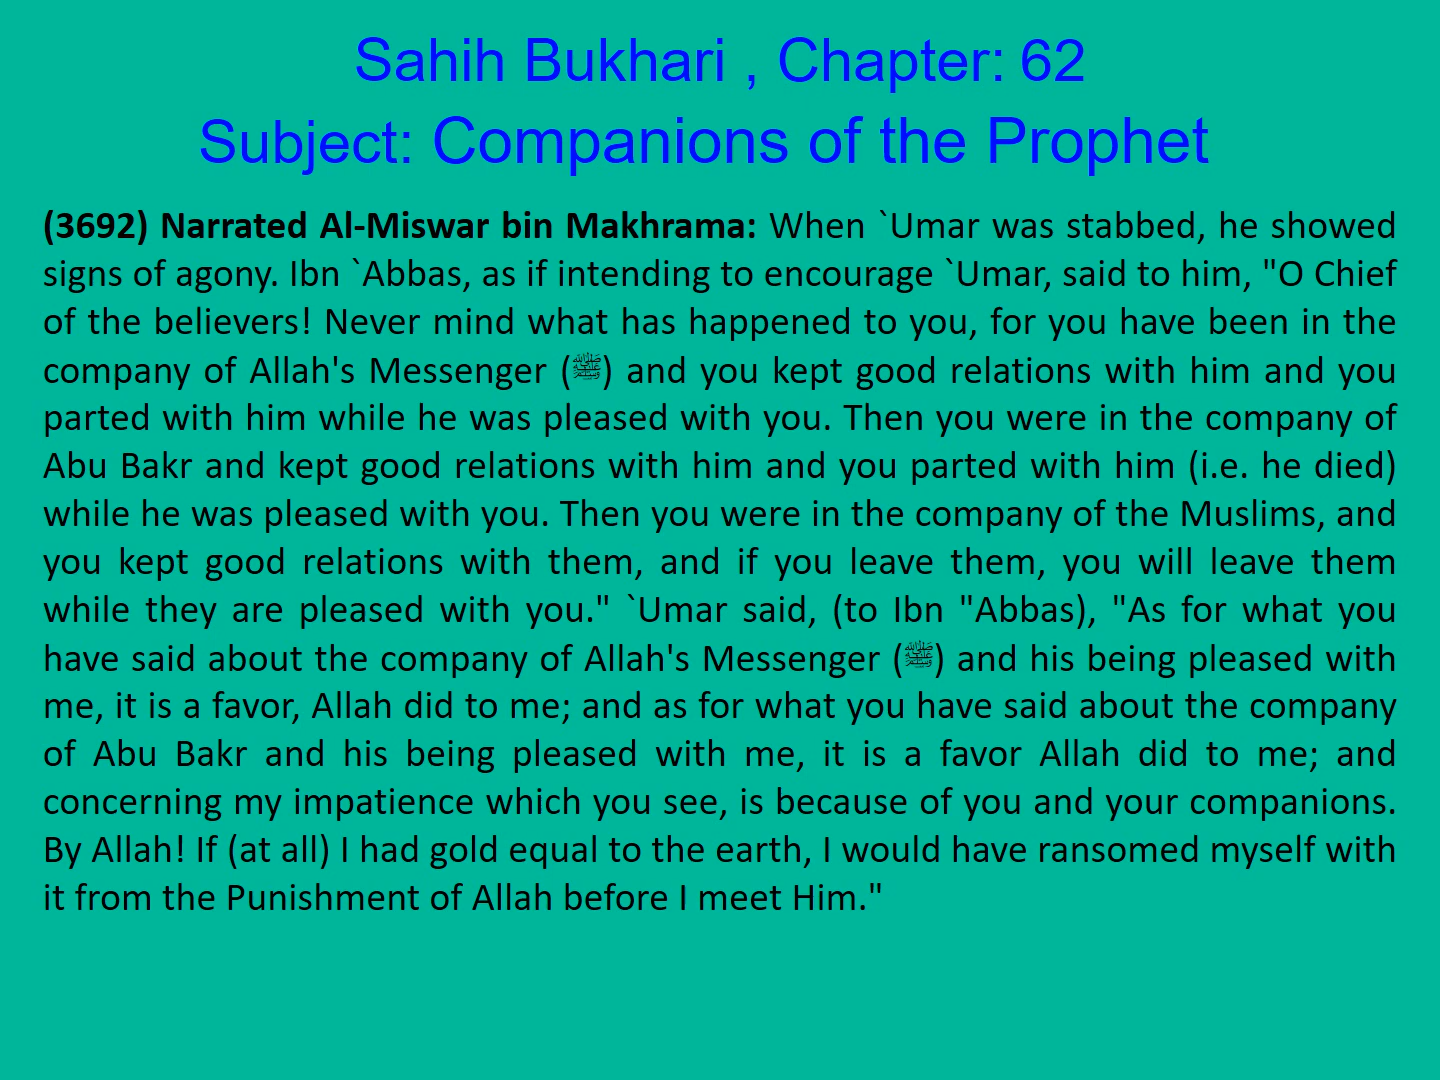 Sahih Bukhari , Chapter: 62
Subject: Companions of the Prophet
(3692) Narrated Al-Miswar bin Makhrama: When `Umar was stabbed, he showed
signs of agony. Ibn `Abbas, as if intending to encourage `Umar, said to him, "O Chief
of the believers! Never mind what has happened to you, for you have been in the
company of Allah's Messenger (ﷺ) and you kept good relations with him and you
parted with him while he was pleased with you. Then you were in the company of
Abu Bakr and kept good relations with him and you parted with him (i.e. he died)
while he was pleased with you. Then you were in the company of the Muslims, and
you kept good relations with them, and if you leave them, you will leave them
while they are pleased with you." `Umar said, (to Ibn "Abbas), "As for what you
have said about the company of Allah's Messenger (ﷺ) and his being pleased with
me, it is a favor, Allah did to me; and as for what you have said about the company
of Abu Bakr and his being pleased with me, it is a favor Allah did to me; and
concerning my impatience which you see, is because of you and your companions.
By Allah! If (at all) I had gold equal to the earth, I would have ransomed myself with
it from the Punishment of Allah before I meet Him."